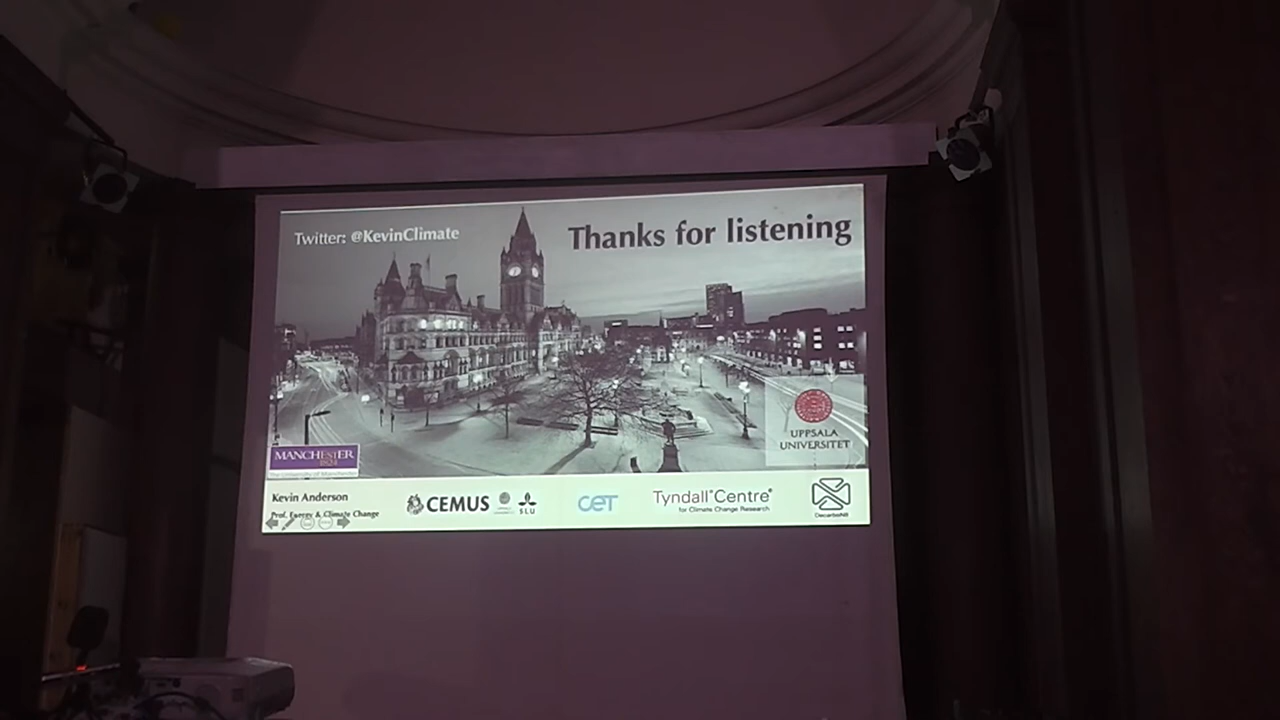 Twitter: @KevinClimate
Thanks for listening
UPPSALA
UNIVERSITET
MANCHESTER
1824
The University of Manchester
Kevin Anderson
Prof. Energy & Climate Change
CEMUS
SLU
CET
Tyndall°Centre°
for Climate Change Research